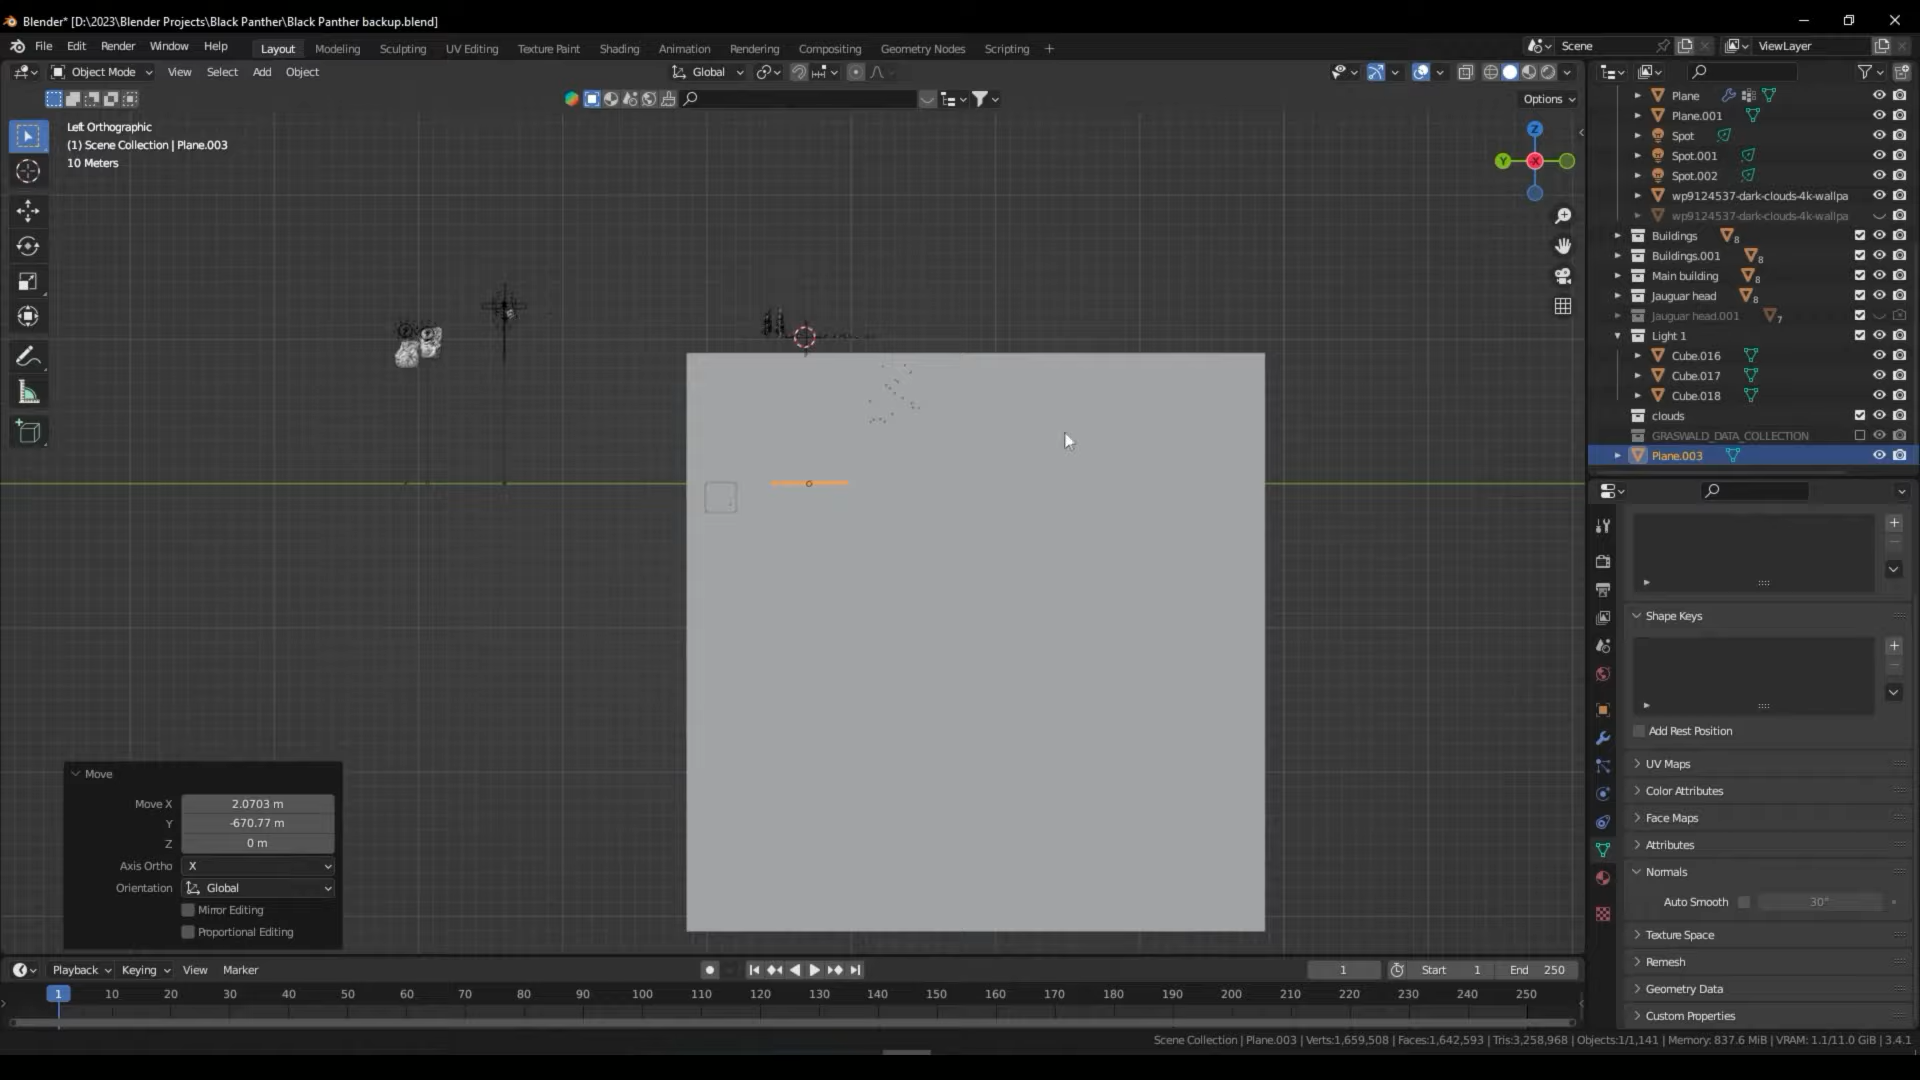 Blender* [D:\2023\Blender Projects\Black Panther\Black Panther backup.blend]
File Edit Render Window Help
Layout Modeling Sculpting UV Editing Texture Paint Shading Animation Rendering Compositing Geometry Nodes Scripting +
Scene
ViewLayer
Object Mode View Select Add Object
Global
Options
Left Orthographic
(1) Scene Collection | Plane.003
10 Meters
Z
Y
X
Plane
Plane.001
Spot
Spot.001
Spot.002
wp9124537-dark-clouds-4k-wallpa
wp9124537-dark-clouds-4k-wallpa
Buildings 8
Buildings.001 8
Main building 8
Jauguar head 8
Jauguar head.001 7
Light 1
Cube.016
Cube.017
Cube.018
clouds
GRASWALD_DATA_COLLECTION
Plane.003
Shape Keys
Add Rest Position
UV Maps
Color Attributes
Face Maps
Attributes
Normals
Auto Smooth 30°
Texture Space
Remesh
Geometry Data
Custom Properties
Move
Move X 2.0703 m
Y -670.77 m
Z 0 m
Axis Ortho X
Orientation Global
Mirror Editing
Proportional Editing
Playback Keying View Marker
1 Start 1 End 250
1 10 20 30 40 50 60 70 80 90 100 110 120 130 140 150 160 170 180 190 200 210 220 230 240 250
Scene Collection | Plane.003 | Verts:1,659,508 | Faces:1,642,593 | Tris:3,258,968 | Objects:1/1,141 | Memory: 837.6 MiB | VRAM: 1.1/11.0 GiB | 3.4.1